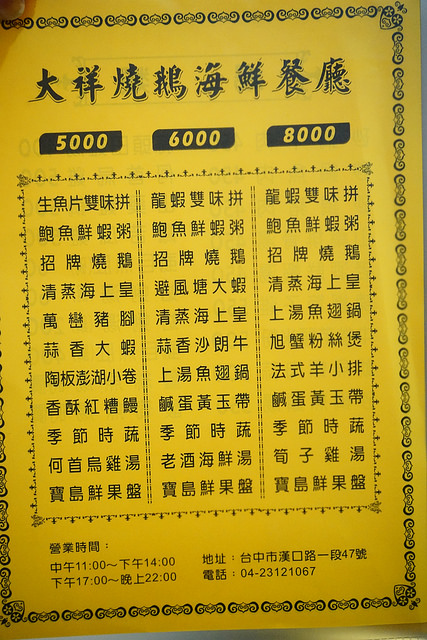 大祥燒鵝海鮮餐廳
5000 6000 8000
生魚片雙味拼 龍蝦雙味拼 龍蝦雙味拼
鮑魚鮮蝦粥 鮑魚鮮蝦粥 鮑魚鮮蝦粥
招牌燒鵝 招牌燒鵝 招牌燒鵝
清蒸海上皇 避風塘大蝦 清蒸海上皇
萬巒豬腳 清蒸海上皇 上湯魚翅鍋
蒜香大蝦 蒜香沙朗牛 旭蟹粉絲煲
陶板澎湖小卷 上湯魚翅鍋 法式羊小排
香酥紅糟鰻 鹹蛋黃玉帶 鹹蛋黃玉帶
季節時蔬 季節時蔬 季節時蔬
何首烏雞湯 老酒海鮮湯 筍子雞湯
寶島鮮果盤 寶島鮮果盤 寶島鮮果盤
營業時間：
中午11:00～下午14:00
下午17:00～晚上22:00
地址：台中市漢口路一段47號
電話：04-23121067